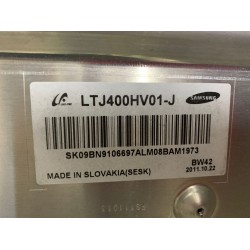 LTJ400HV01-J
SAMSUNG
SK09BN9106697ALM08BAM1973
BW42
2011.10.22
MADE IN SLOVAKIA(SESK)